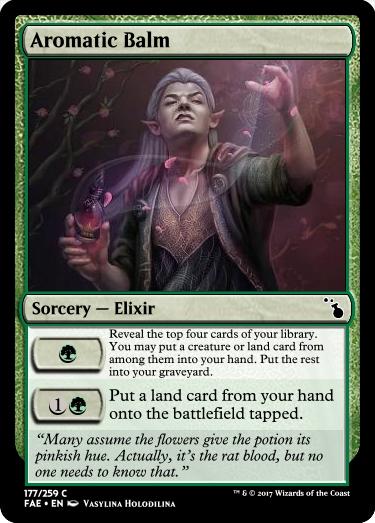 Aromatic Balm
Sorcery — Elixir
Reveal the top four cards of your library.
You may put a creature or land card from
among them into your hand. Put the rest
into your graveyard.
1
Put a land card from your hand
onto the battlefield tapped.
“Many assume the flowers give the potion its
pinkish hue. Actually, it’s the rat blood, but no
one needs to know that.”
177/259 C
FAE • EN VASYLINA HOLODILINA
™ & © 2017 Wizards of the Coast